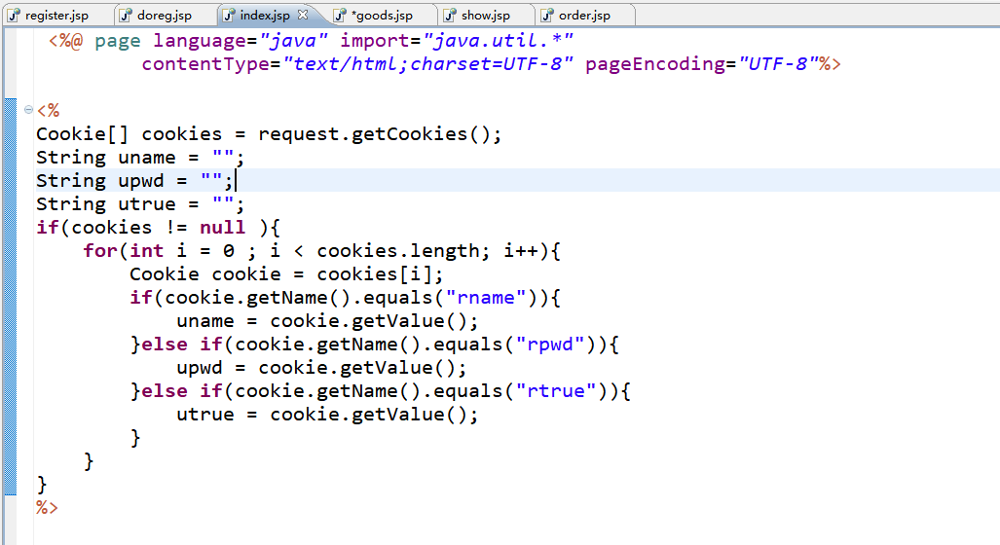 register.jsp doreg.jsp index.jsp *goods.jsp show.jsp order.jsp
<%@ page language="java" import="java.util.*"
contentType="text/html;charset=UTF-8" pageEncoding="UTF-8"%>
<%
Cookie[] cookies = request.getCookies();
String uname = "";
String upwd = "";
String utrue = "";
if(cookies != null ){
for(int i = 0 ; i < cookies.length; i++){
Cookie cookie = cookies[i];
if(cookie.getName().equals("rname")){
uname = cookie.getValue();
}else if(cookie.getName().equals("rpwd")){
upwd = cookie.getValue();
}else if(cookie.getName().equals("rtrue")){
utrue = cookie.getValue();
}
}
}
%>